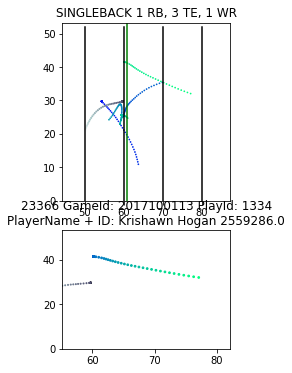 SINGLEBACK 1 RB, 3 TE, 1 WR
50
40
30
20
10
0
50 60 70 80
23366 GameId: 2017100113 PlayId: 1334
PlayerName + ID: Krishawn Hogan 2559286.0
40
20
0
60 70 80